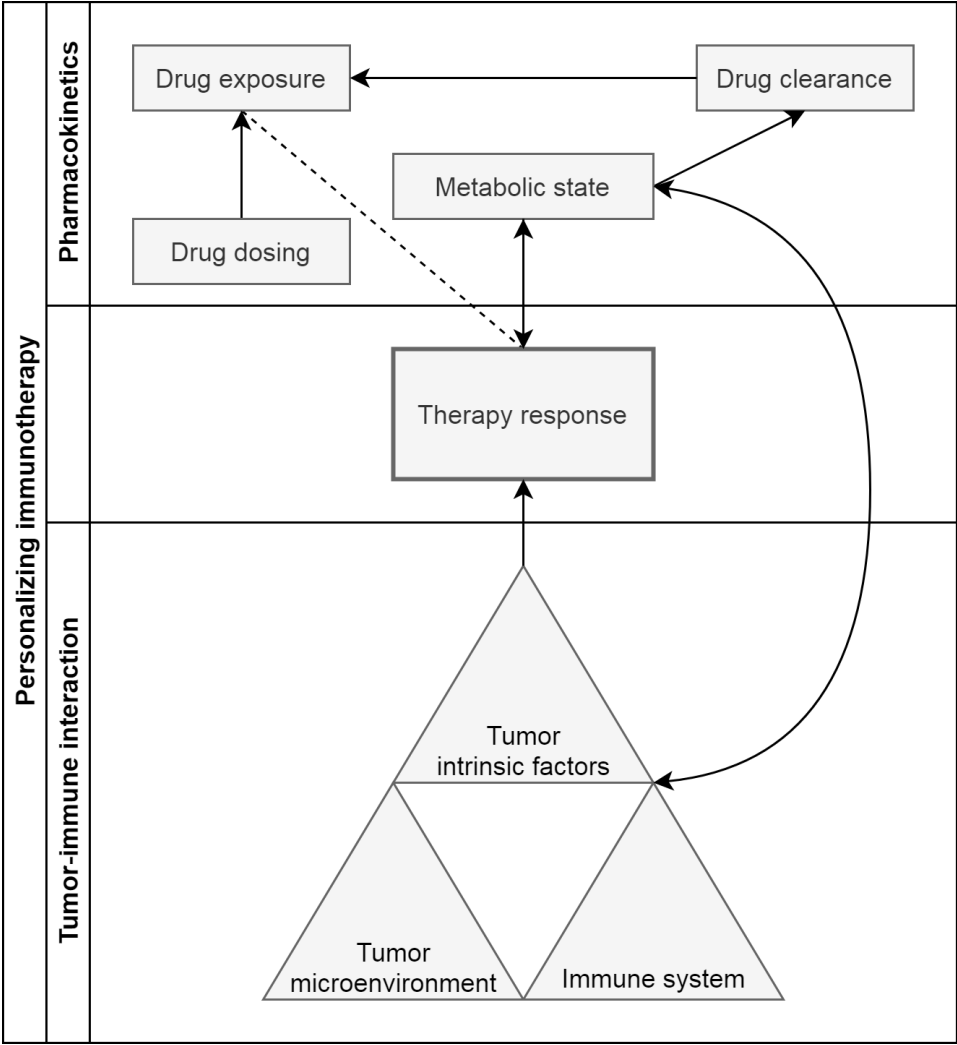 Personalizing immunotherapy
Pharmacokinetics
Drug exposure
Drug clearance
Metabolic state
Drug dosing
Therapy response
Tumor-immune interaction
Tumor
intrinsic factors
Tumor
microenvironment
Immune system